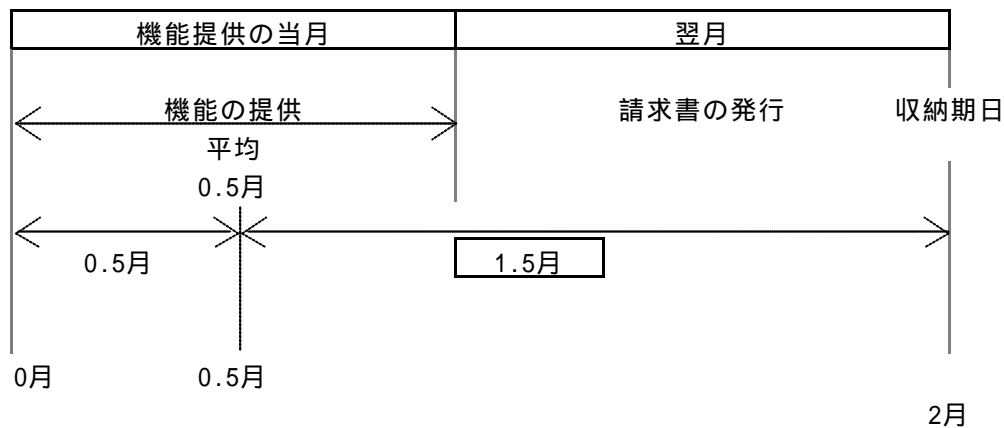 機能提供の当月 翌月
機能の提供 請求書の発行 収納期日
平均
0.5月
0.5月 1.5月
0月 0.5月
2月